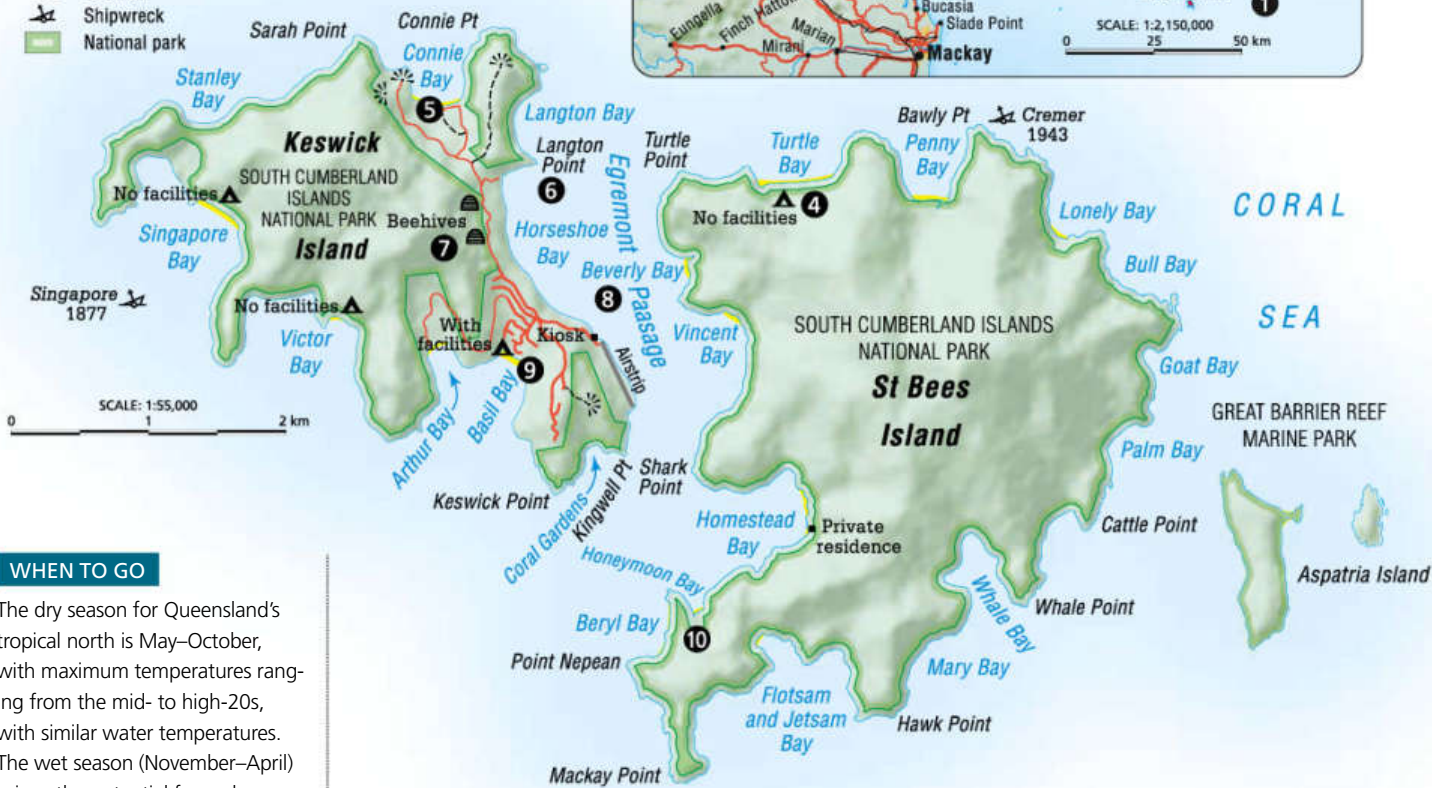 Shipwreck
National park
Eungella
Finch Hatton
Mirani
Marian
Bucasia
Slade Point
Mackay
SCALE: 1:2,150,000
0 25 50 km
1
Sarah Point
Connie Pt
Connie
Bay
Stanley
Bay
5
Langton Bay
Langton
Point
6
Keswick
SOUTH CUMBERLAND
ISLANDS
NATIONAL PARK
Island
No facilities
Beehives
7
Singapore
Bay
Horseshoe
Bay
Egremont
Paasage
Beverly Bay
8
Singapore
1877
No facilities
Victor
Bay
With
facilities
Kiosk
Airstrip
9
Arthur Bay
Basil Bay
SCALE: 1:55,000
0 1 2 km
Keswick Point
Coral Gardens
Kingwell Pt
Turtle
Point
Turtle
Bay
No facilities
4
Bawly Pt
Cremer
1943
Penny
Bay
Lonely Bay
Bull Bay
CORAL
SEA
Vincent
Bay
SOUTH CUMBERLAND ISLANDS
NATIONAL PARK
St Bees
Island
Goat Bay
GREAT BARRIER REEF
MARINE PARK
Palm Bay
Shark
Point
Homestead
Bay
Private
residence
Cattle Point
Aspatria Island
Honeymoon Bay
Beryl Bay
10
Point Nepean
Whale Bay
Whale Point
Mary Bay
Flotsam
and Jetsam
Bay
Hawk Point
Mackay Point
WHEN TO GO
The dry season for Queensland's
tropical north is May–October,
with maximum temperatures rang-
ing from the mid- to high-20s,
with similar water temperatures.
The wet season (November–April)